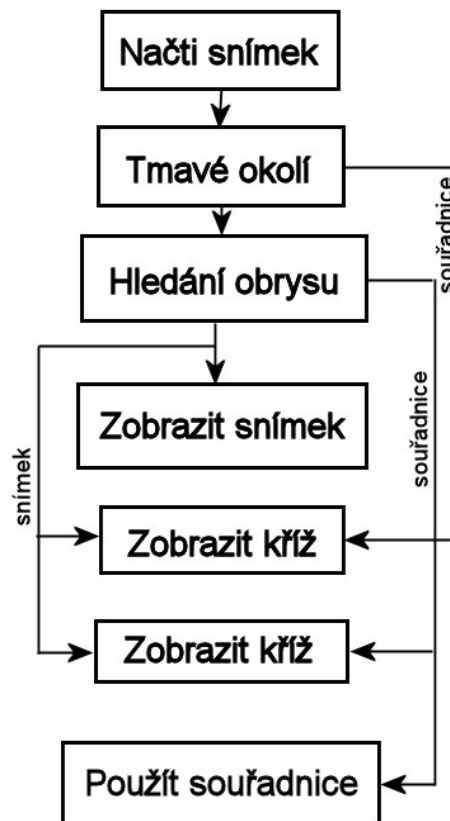 Načti snímek
Tmavé okolí
souřadnice
Hledání obrysu
souřadnice
Zobrazit snímek
snímek
Zobrazit kříž
Zobrazit kříž
Použít souřadnice